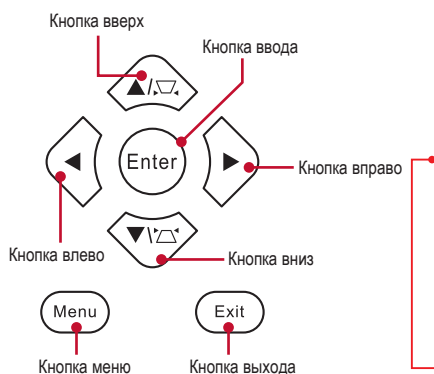 Кнопка вверх
Кнопка ввода
Enter
Кнопка вправо
Кнопка влево
Кнопка вниз
Menu
Exit
Кнопка меню
Кнопка выхода